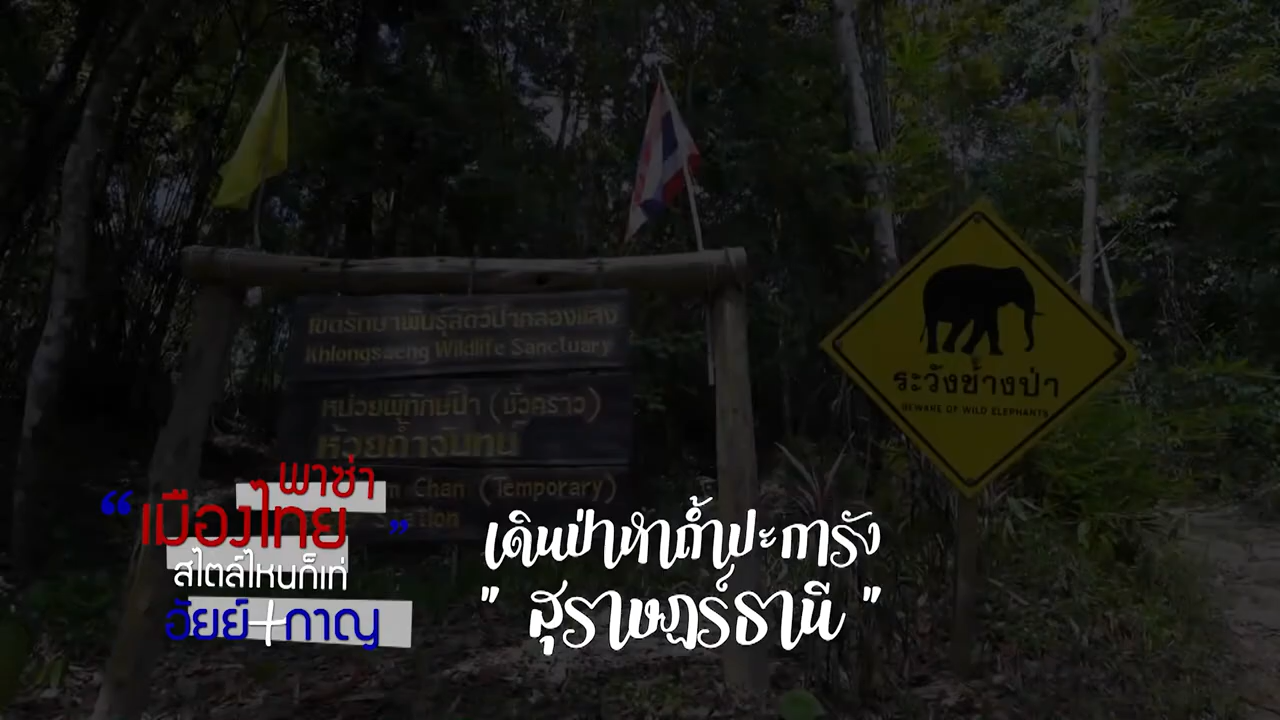 เขตรักษาพันธุ์สัตว์ป่าคลองแสง
Khlongsaeng Wildlife Sanctuary
หน่วยพิทักษ์ป่า (ชั่วคราว)
ห้วยถ้ำจันทน์
Chan (Temporary)
ระวังช้างป่า
BEWARE OF WILD ELEPHANTS
พาซ่า
“เมืองไทย”
สไตล์ไหนก็เท่
อัยย์+กาญ
เดินป่าหาถ้ำปะการัง
" สุราษฎร์ธานี "